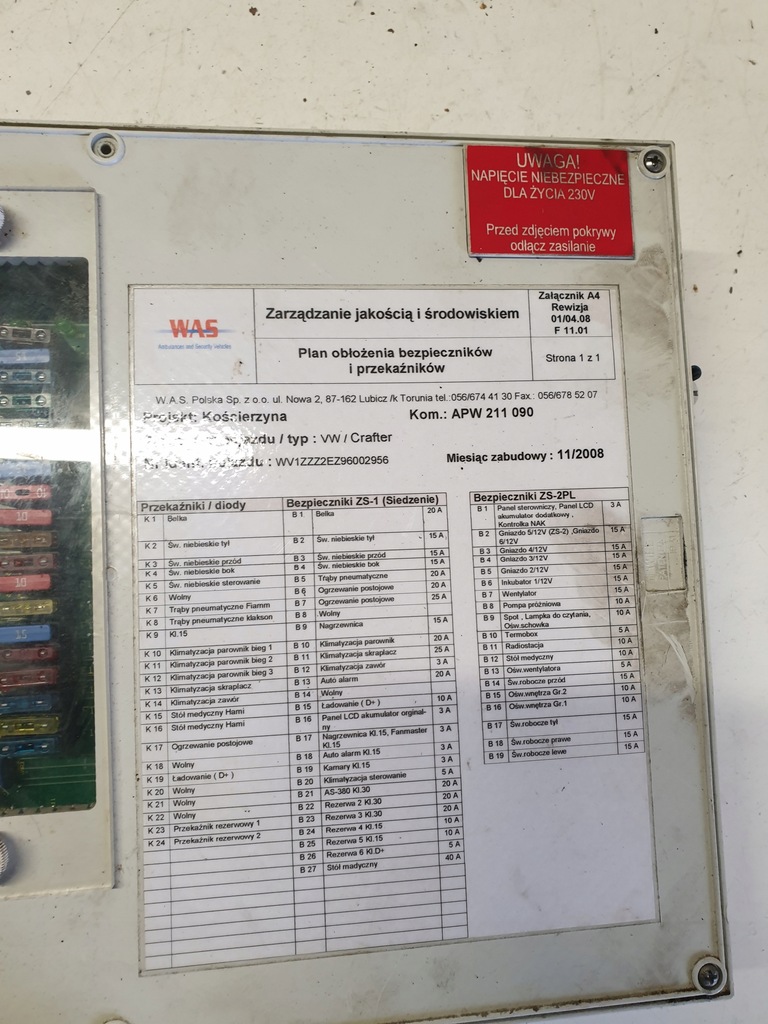 UWAGA!
NAPIĘCIE NIEBEZPIECZNE
DLA ŻYCIA 230V
Przed zdjęciem pokrywy
odłącz zasilanie
WAS
Ambulances and Security Vehicles
Zarządzanie jakością i środowiskiem
Załącznik A4
Rewizja
01/04.08
F 11.01
Plan obłożenia bezpieczników
i przekaźników
Strona 1 z 1
W.A.S. Polska Sp. z o.o. ul. Nowa 2, 87-162 Lubicz /k Torunia tel.:056/674 41 30 Fax.: 056/678 52 07
Projekt: Kościerzyna
Kom.: APW 211 090
pojazdu / typ : VW / Crafter
pojazdu : WV1ZZZ2EZ96002956
Miesiąc zabudowy : 11/2008
Przekaźniki / diody
K 1 Belka
K 2 Św. niebieskie tył
K 3 Św. niebieskie przód
K 4 Św. niebieskie bok
K 5 Św. niebieskie sterowanie
K 6 Wolny
K 7 Trąby pneumatyczne Fiamm
K 8 Trąby pneumatyczne klakson
K 9 Kl.15
K 10 Klimatyzacja parownik bieg 1
K 11 Klimatyzacja parownik bieg 2
K 12 Klimatyzacja parownik bieg 3
K 13 Klimatyzacja skraplacz
K 14 Klimatyzacja zawór
K 15 Stół medyczny Hami
K 16 Stół medyczny Hami
K 17 Ogrzewanie postojowe
K 18 Wolny
K 19 Ładowanie ( D+ )
K 20 Wolny
K 21 Wolny
K 22 Wolny
K 23 Przekaźnik rezerwowy 1
K 24 Przekaźnik rezerwowy 2
Bezpieczniki ZS-1 (Siedzenie)
B 1 Belka 20 A
B 2 Św. niebieskie tył 15 A
B 3 Św. niebieskie przód 15 A
B 4 Św. niebieskie bok 15 A
B 5 Trąby pneumatyczne 20 A
B 6 Ogrzewanie postojowe 20 A
B 7 Ogrzewanie postojowe 25 A
B 8 Wolny
B 9 Nagrzewnica 15 A
B 10 Klimatyzacja parownik 20 A
B 11 Klimatyzacja skraplacz 25 A
B 12 Klimatyzacja zawór 3 A
B 13 Auto alarm 20 A
B 14 Wolny
B 15 Ładowanie ( D+ ) 10 A
B 16 Panel LCD akumulator orginal-
ny 3 A
B 17 Nagrzewnica Kl.15, Fanmaster
Kl.15 3 A
B 18 Auto alarm Kl.15 3 A
B 19 Kamary Kl.15 3 A
B 20 Klimatyzacja sterowanie 5 A
B 21 AS-380 Kl.30 20 A
B 22 Rezerwa 2 Kl.30 20 A
B 23 Rezerwa 3 Kl.30 10 A
B 24 Rezerwa 4 Kl.15 10 A
B 25 Rezerwa 5 Kl.15 5 A
B 26 Rezerwa 6 Kl.D+ 40 A
B 27 Stół madyczny
Bezpieczniki ZS-2PL
B 1 Panel sterowniczy, Panel LCD
akumulator dodatkowy ,
Kontrolka NAK 3 A
B 2 Gniazdo 5/12V (ZS-2) ,Gniazdo
6/12V 15 A
B 3 Gniazdo 4/12V 15 A
B 4 Gniazdo 3/12V 15 A
B 5 Gniazdo 2/12V 15 A
B 6 Inkubator 1/12V 15 A
B 7 Wentylator 15 A
B 8 Pompa próżniowa 10 A
B 9 Spot , Lampka do czytania,
Ośw.schowka 10 A
B 10 Termobox 5 A
B 11 Radiostacja 10 A
B 12 Stół medyczny 10 A
B 13 Ośw.wentylatora 5 A
B 14 Św.robocze przód 15 A
B 15 Ośw.wnętrza Gr.2 10 A
B 16 Ośw.wnętrza Gr.1 10 A
B 17 Św.robocze tył 15 A
B 18 Św.robocze prawe 15 A
B 19 Św.robocze lewe 15 A
10
10
15